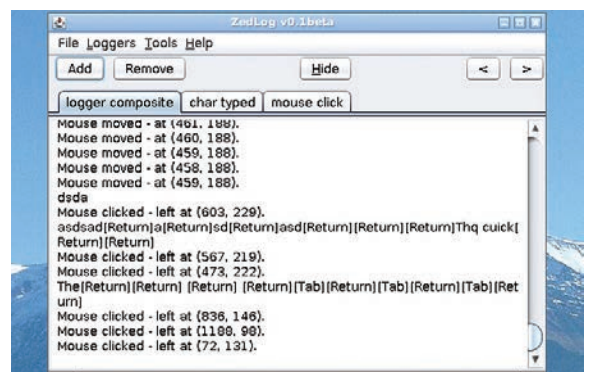 ZedLog v0.1beta
File Loggers Tools Help
Add Remove Hide < >
logger composite char typed mouse click
Mouse moved - at (461, 188).
Mouse moved - at (460, 188).
Mouse moved - at (459, 188).
Mouse moved - at (458, 188).
Mouse moved - at (459, 188).
dsda
Mouse clicked - left at (603, 229).
asdsad[Return]a[Return]sd[Return]asd[Return][Return][Return]Thq cuick[
Return][Return]
Mouse clicked - left at (567, 219).
Mouse clicked - left at (473, 222).
The[Return][Return] [Return] [Return][Tab][Return][Tab][Return][Tab][Ret
urn]
Mouse clicked - left at (836, 146).
Mouse clicked - left at (1188, 98).
Mouse clicked - left at (72, 131).